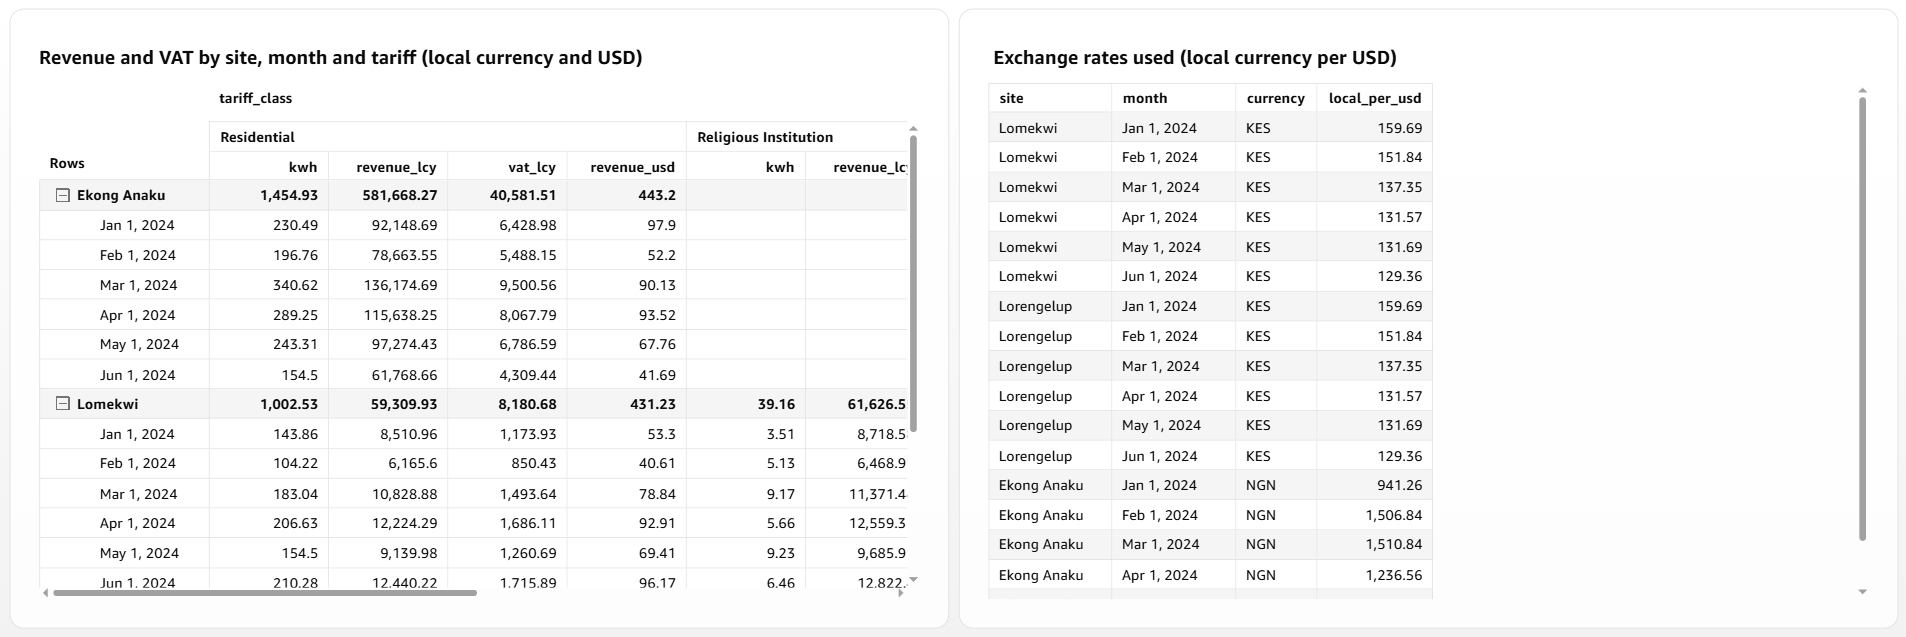 Revenue and VAT by site, month and tariff (local currency and USD)
tariff_class
Residential Religious Institution
Rows kwh revenue_lcy vat_lcy revenue_usd kwh
Ekong Anaku 1,454.93 581,668.27 40,581.51 443.2
Jan 1, 2024 230.49 92,148.69 6,428.98 97.9
Feb 1, 2024 196.76 78,663.55 5,488.15 52.2
Mar 1, 2024 340.62 136,174.69 9,500.56 90.13
Apr 1, 2024 289.25 115,638.25 8,067.79 93.52
May 1, 2024 243.31 97,274.43 6,786.59 67.76
Jun 1, 2024 154.5 61,768.66 4,309.44 41.69
Lomekwi 1,002.53 59,309.93 8,180.68 431.23 39.16
Jan 1, 2024 143.86 8,510.96 1,173.93 53.3 3.51
Feb 1, 2024 104.22 6,165.6 850.43 40.61 5.13
Mar 1, 2024 183.04 10,828.88 1,493.64 78.84 9.17
Apr 1, 2024 206.63 12,224.29 1,686.11 92.91 5.66
May 1, 2024 154.5 9,139.98 1,260.69 69.41 9.23
Jun 1, 2024 210.28 12,440.22 1,715.89 96.17 6.46
Exchange rates used (local currency per USD)
site month currency local_per_usd
Lomekwi Jan 1, 2024 KES 159.69
Lomekwi Feb 1, 2024 KES 151.84
Lomekwi Mar 1, 2024 KES 137.35
Lomekwi Apr 1, 2024 KES 131.57
Lomekwi May 1, 2024 KES 131.69
Lomekwi Jun 1, 2024 KES 129.36
Lorengelup Jan 1, 2024 KES 159.69
Lorengelup Feb 1, 2024 KES 151.84
Lorengelup Mar 1, 2024 KES 137.35
Lorengelup Apr 1, 2024 KES 131.57
Lorengelup May 1, 2024 KES 131.69
Lorengelup Jun 1, 2024 KES 129.36
Ekong Anaku Jan 1, 2024 NGN 941.26
Ekong Anaku Feb 1, 2024 NGN 1,506.84
Ekong Anaku Mar 1, 2024 NGN 1,510.84
Ekong Anaku Apr 1, 2024 NGN 1,236.56